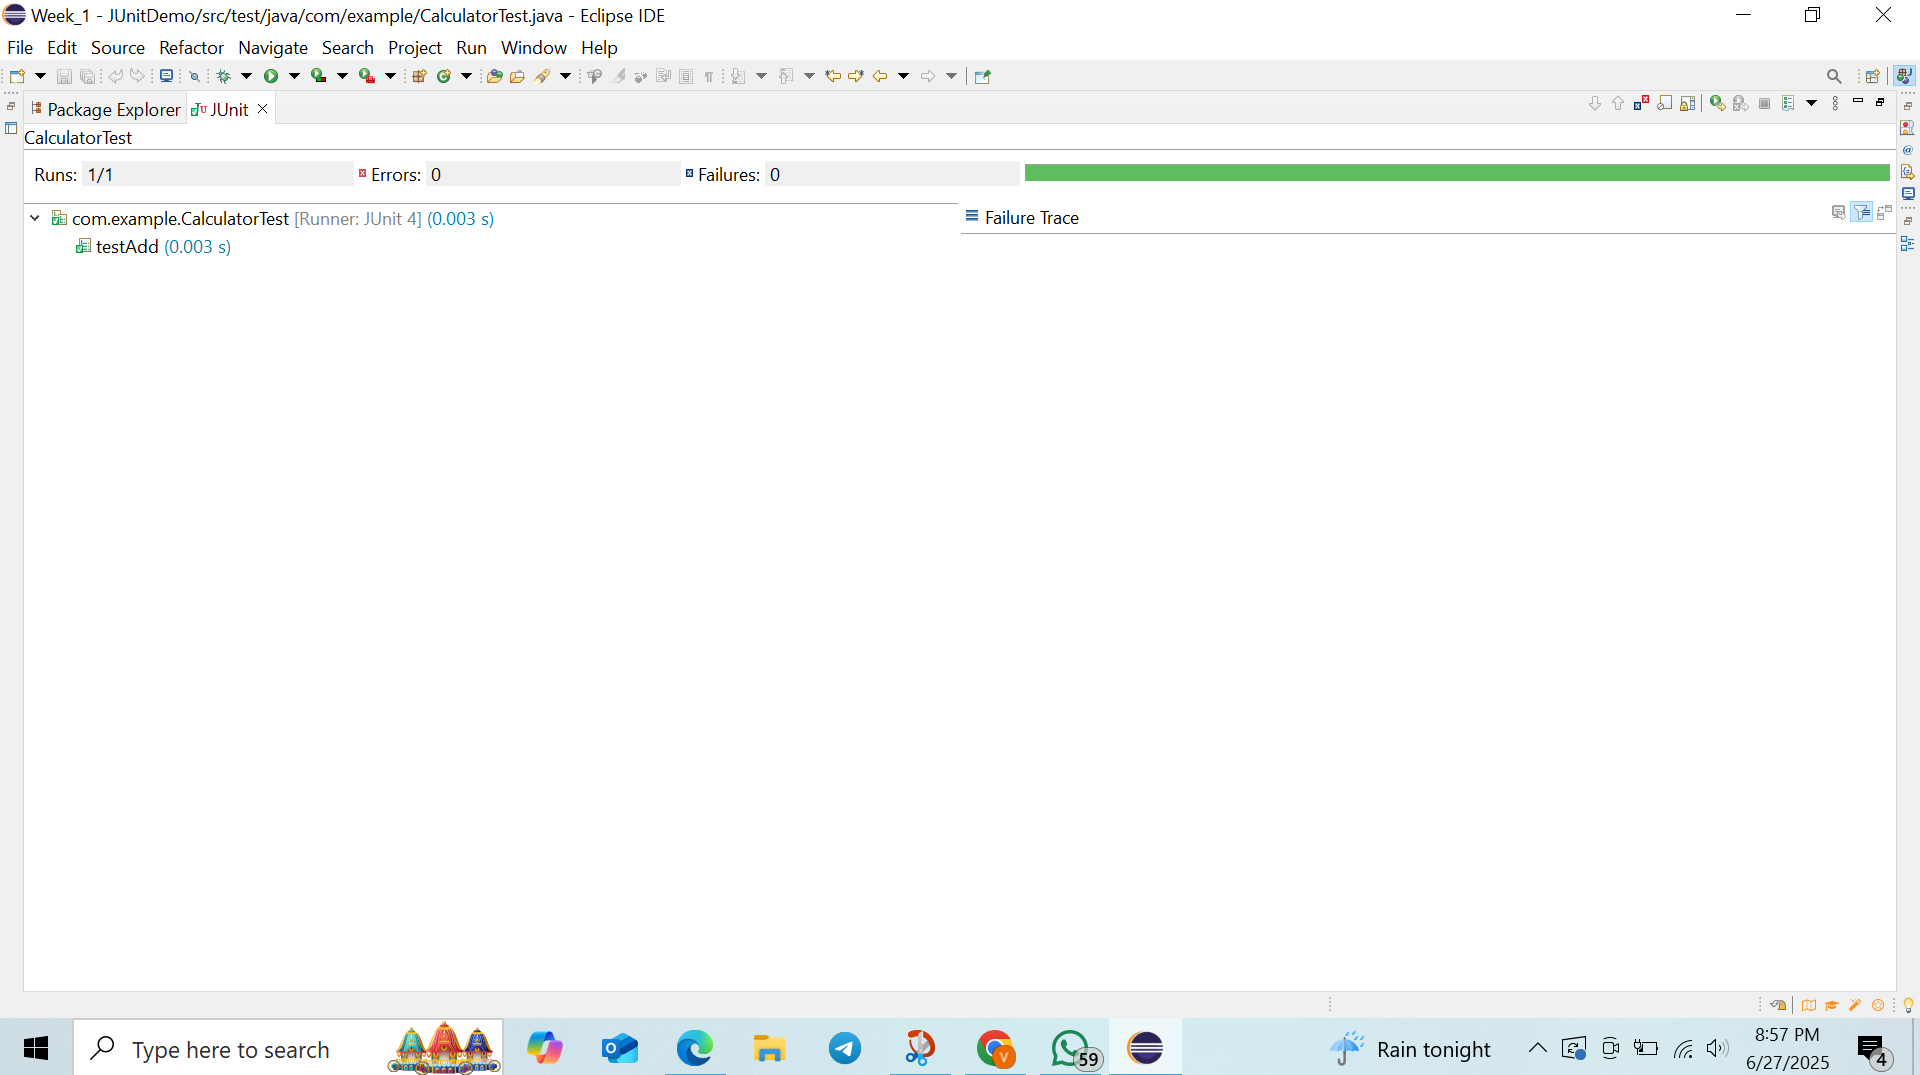 Week_1 - JUnitDemo/src/test/java/com/example/CalculatorTest.java - Eclipse IDE
File Edit Source Refactor Navigate Search Project Run Window Help
Package Explorer JUnit
CalculatorTest
Runs: 1/1 Errors: 0 Failures: 0
com.example.CalculatorTest [Runner: JUnit 4] (0.003 s)
testAdd (0.003 s)
Failure Trace
Type here to search
59
Rain tonight
8:57 PM
6/27/2025
4